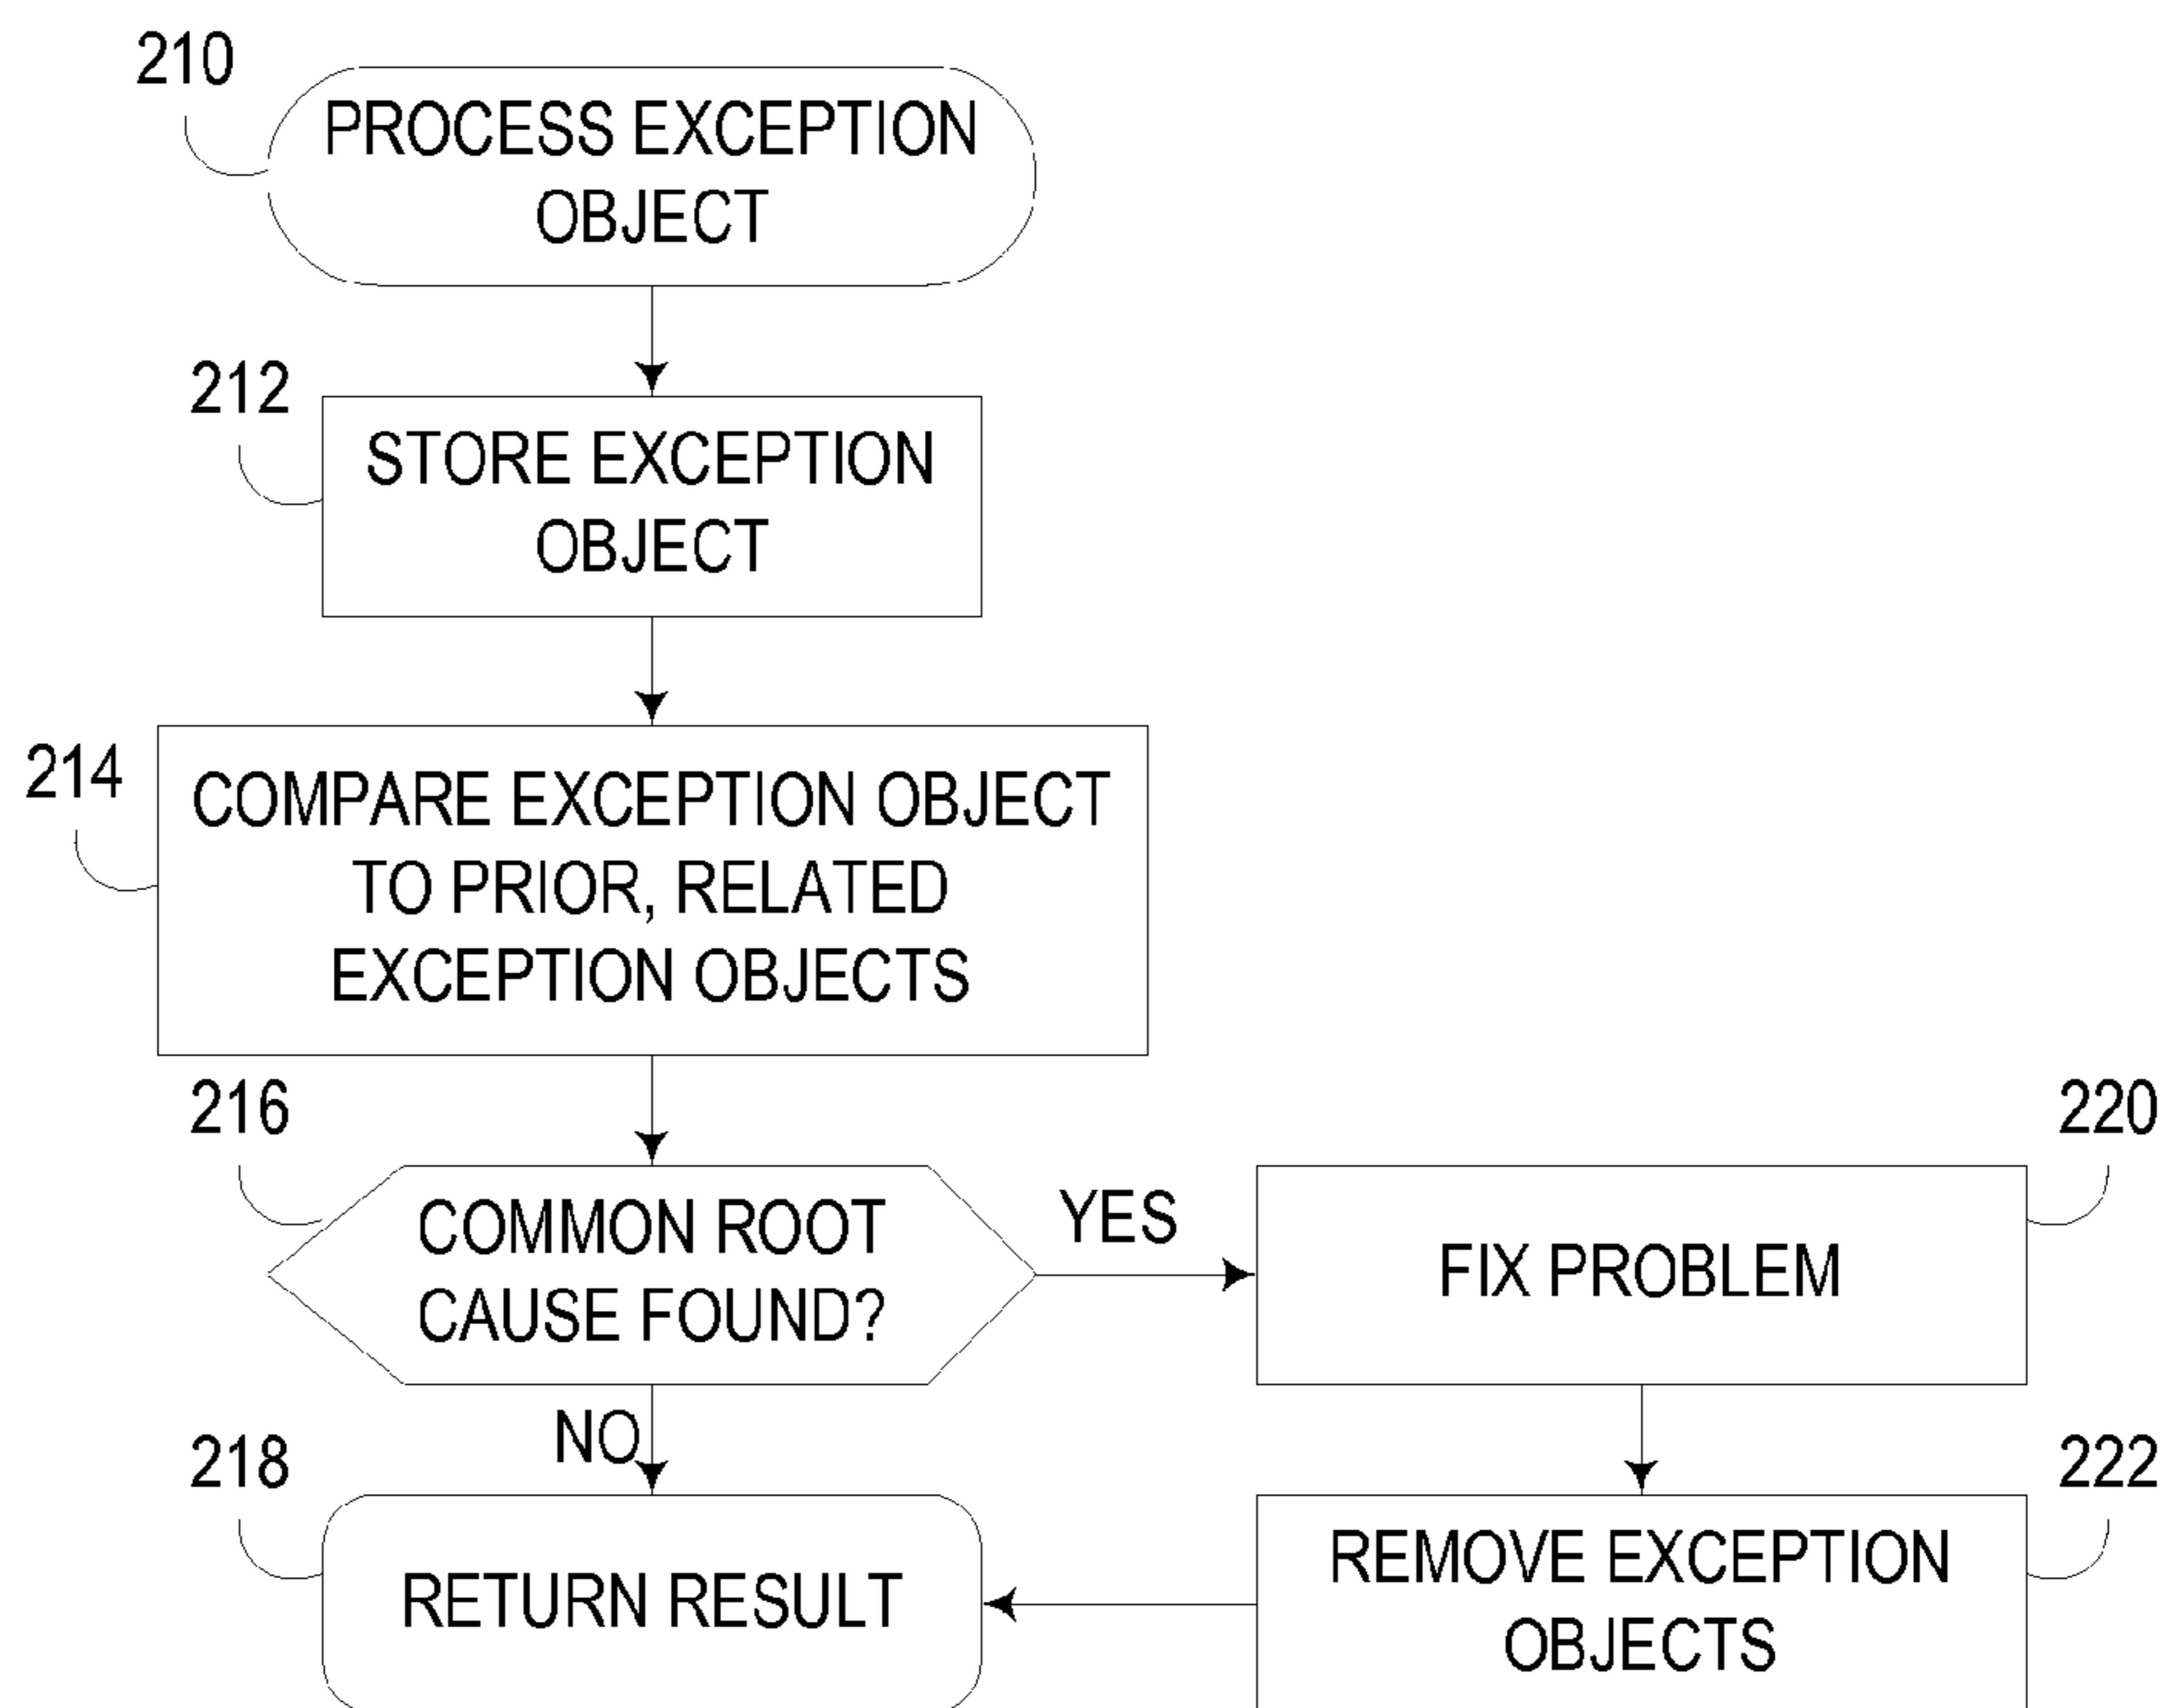 210
PROCESS EXCEPTION
OBJECT
212
STORE EXCEPTION
OBJECT
214
COMPARE EXCEPTION OBJECT
TO PRIOR, RELATED
EXCEPTION OBJECTS
216
COMMON ROOT
CAUSE FOUND?
YES
220
FIX PROBLEM
NO
218
RETURN RESULT
222
REMOVE EXCEPTION
OBJECTS